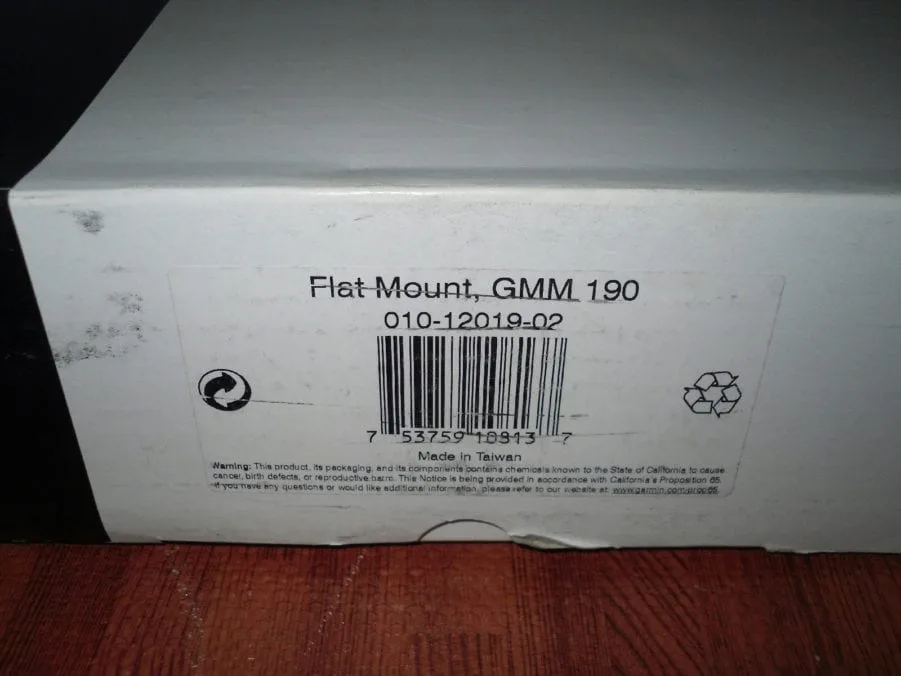 Flat Mount, GMM 190
010-12019-02
7 53759 10813 7
Made in Taiwan
Warning: This product, its packaging, and its components contains chemicals known to the State of California to cause
cancer, birth defects, or reproductive harm. This Notice is being provided in accordance with California's Proposition 65.
If you have any questions or would like additional information, please refer to our website at www.garmin.com/prop65.